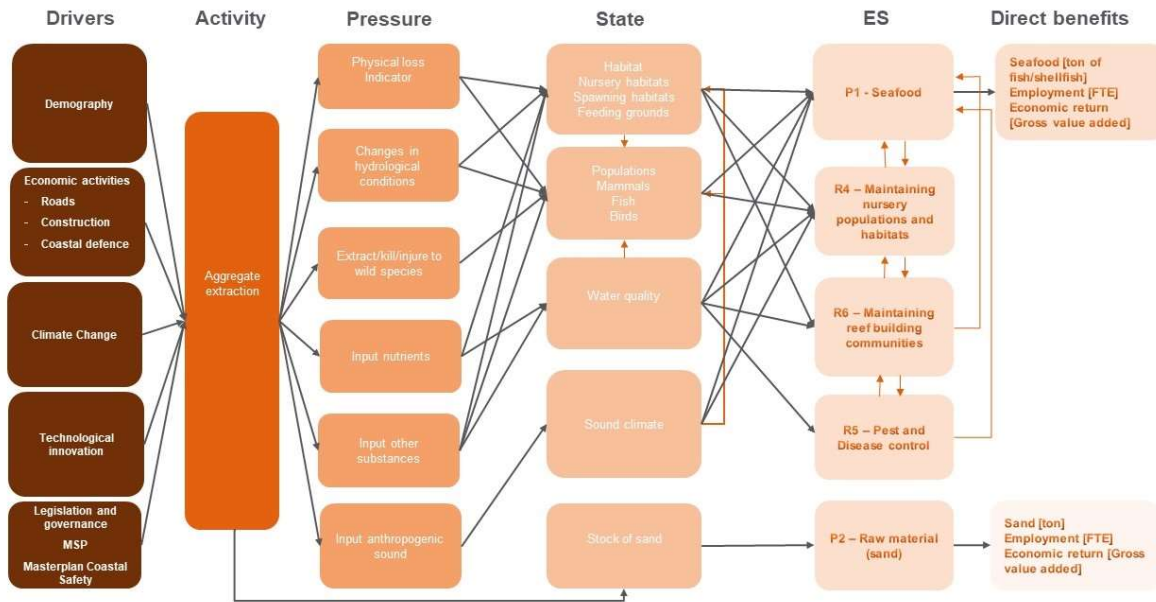 Drivers
Activity
Pressure
State
ES
Direct benefits
Demography
Economic activities
- Roads
- Construction
- Coastal defence
Climate Change
Technological
innovation
Legislation and
governance
MSP
Masterplan Coastal
Safety
Aggregate
extraction
Physical loss
Indicator
Changes in
hydrological
conditions
Extract/kill/injure to
wild species
Input nutrients
Input other
substances
Input anthropogenic
sound
Habitat
Nursery habitats
Spawning habitats
Feeding grounds
Populations
Mammals
Fish
Birds
Water quality
Sound climate
Stock of sand
P1 - Seafood
R4 – Maintaining
nursery
populations and
habitats
R6 – Maintaining
reef building
communities
R5 – Pest and
Disease control
P2 – Raw material
(sand)
Seafood [ton of
fish/shellfish]
Employment [FTE]
Economic return
[Gross value added]
Sand [ton]
Employment [FTE]
Economic return [Gross
value added]